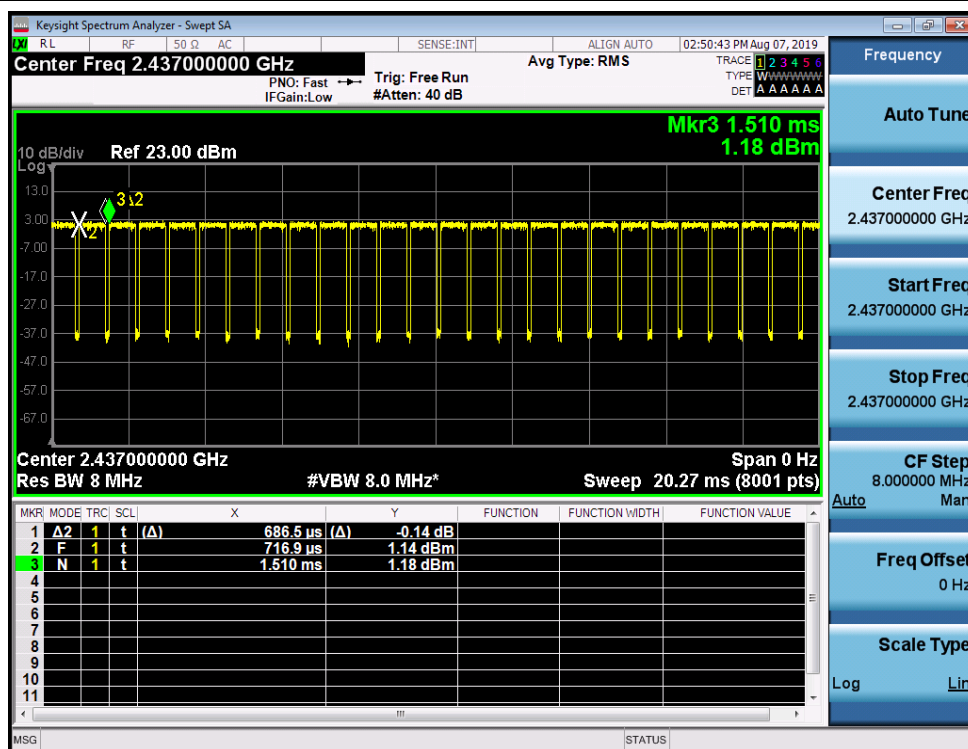 Keysight Spectrum Analyzer - Swept SA
LXI RL RF 50 Ω AC SENSE:INT ALIGN AUTO 02:50:43 PM Aug 07, 2019
Center Freq 2.437000000 GHz
PNO: Fast
IFGain:Low
Trig: Free Run
#Atten: 40 dB
Avg Type: RMS
TRACE 1 2 3 4 5 6
TYPE WWWWWW
DET A A A A A A
Mkr3 1.510 ms
1.18 dBm
10 dB/div Ref 23.00 dBm
Log
13.0
3.00
-7.00
-17.0
-27.0
-37.0
-47.0
-57.0
-67.0
X2
Center 2.437000000 GHz Span 0 Hz
Res BW 8 MHz #VBW 8.0 MHz* Sweep 20.27 ms (8001 pts)
MKR MODE TRC SCL X Y FUNCTION FUNCTION WIDTH FUNCTION VALUE
1 Δ2 1 t (Δ) 686.5 µs (Δ) -0.14 dB
2 F 1 t 716.9 µs 1.14 dBm
3 N 1 t 1.510 ms 1.18 dBm
4
5
6
7
8
9
10
11
MSG STATUS
Frequency
Auto Tune
Center Freq
2.437000000 GHz
Start Freq
2.437000000 GHz
Stop Freq
2.437000000 GHz
CF Step
8.000000 MHz
Auto Man
Freq Offset
0 Hz
Scale Type
Log Lin